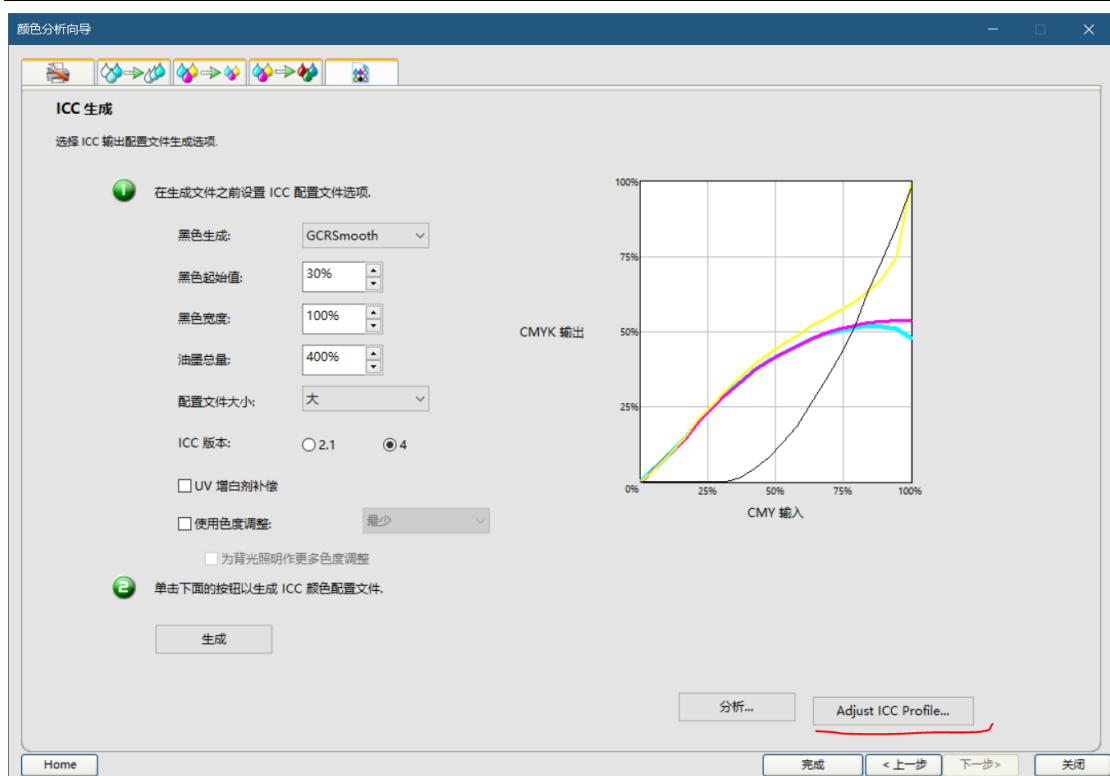 颜色分析向导
ICC 生成
选择 ICC 输出配置文件生成选项.
1 在生成文件之前设置 ICC 配置文件选项.
黑色生成: GCRSmooth
黑色起始值: 30%
黑色宽度: 100%
油墨总量: 400%
配置文件大小: 大
ICC 版本: 2.1 4
UV 增白剂补偿
使用色度调整: 最少
为背光照明作更多色度调整
2 单击下面的按钮以生成 ICC 颜色配置文件.
生成
100%
75%
CMYK 输出 50%
25%
0% 25% 50% 75% 100%
CMY 输入
分析... Adjust ICC Profile...
Home 完成 <上一步 下一步> 关闭